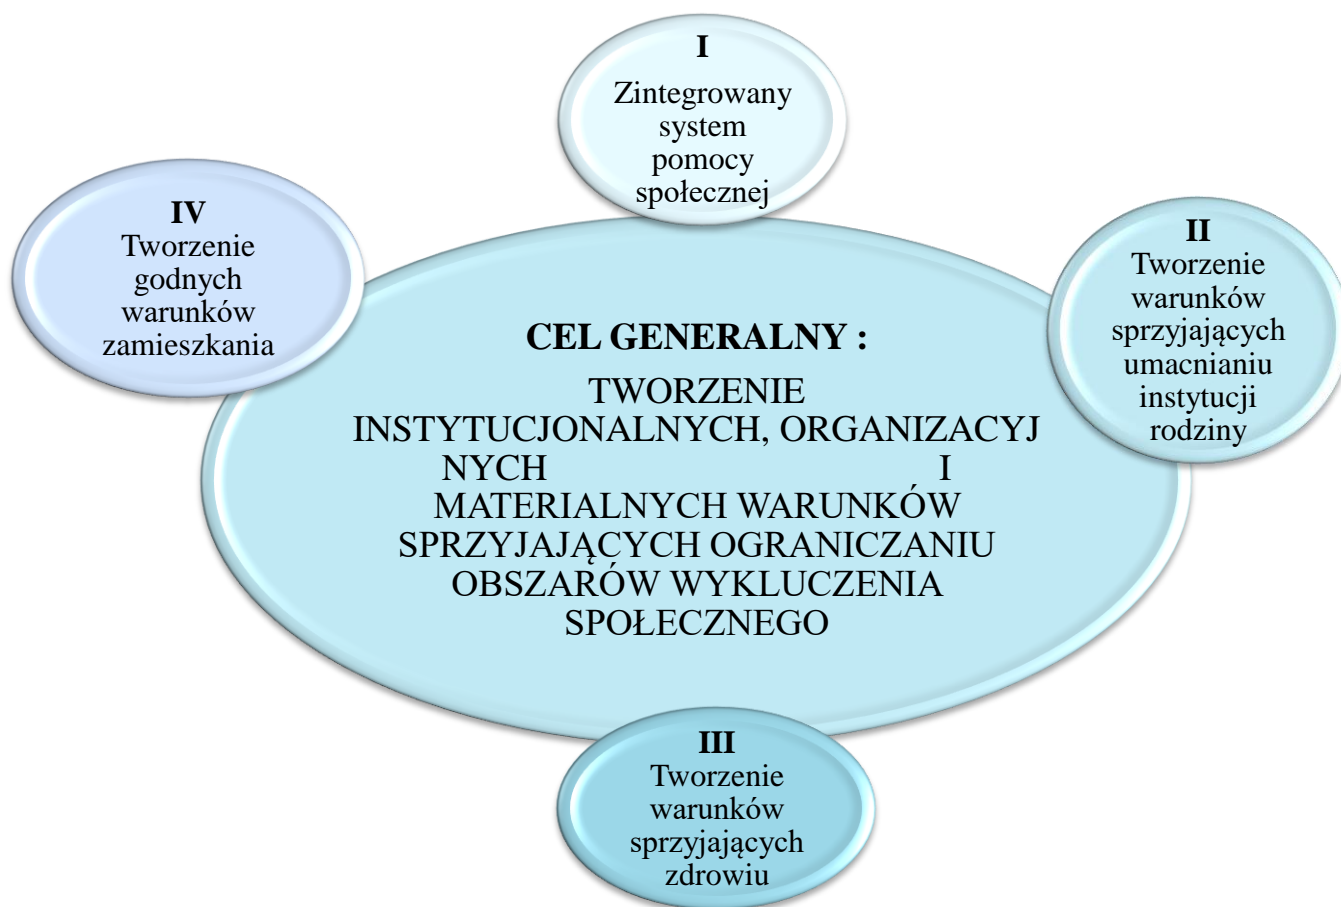 I
Zintegrowany
system
pomocy
społecznej
II
Tworzenie
warunków
sprzyjających
umacnianiu
instytucji
rodziny
III
Tworzenie
warunków
sprzyjających
zdrowiu
IV
Tworzenie
godnych
warunków
zamieszkania
CEL GENERALNY :
TWORZENIE
INSTYTUCJONALNYCH, ORGANIZACYJ
NYCH I
MATERIALNYCH WARUNKÓW
SPRZYJAJĄCYCH OGRANICZANIU
OBSZARÓW WYKLUCZENIA
SPOŁECZNEGO